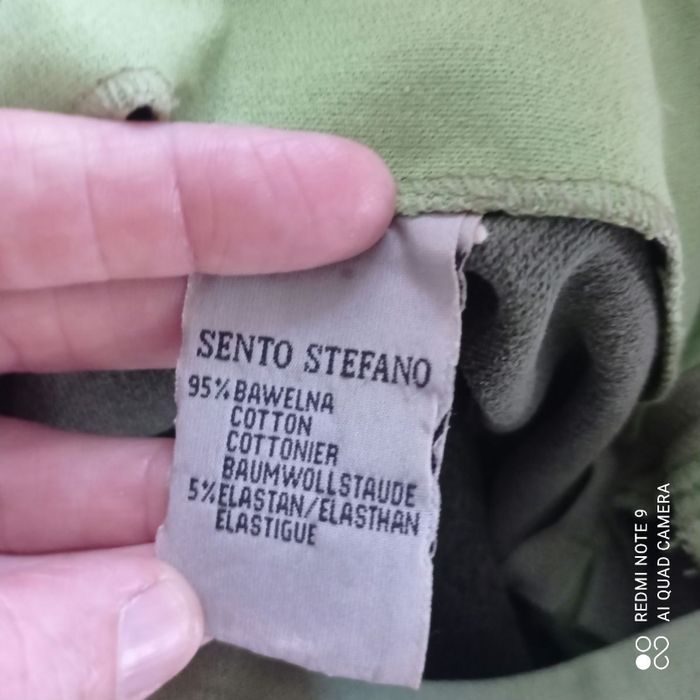 SENTO STEFANO
95% BAWELNA
COTTON
COTTONIER
BAUMWOLLSTAUDE
5% ELASTAN/ELASTHAN
ELASTIGUE
REDMI NOTE 9
AI QUAD CAMERA